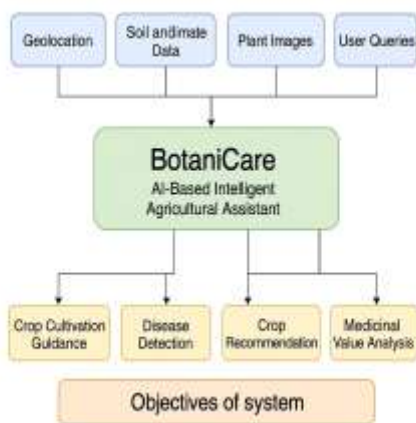 Geolocation
Soil andimate
Data
Plant Images
User Queries
BotaniCare
AI-Based Intelligent
Agricultural Assistant
Crop Cultivation
Guidance
Disease
Detection
Crop
Recommendation
Medicinal
Value Analysis
Objectives of system